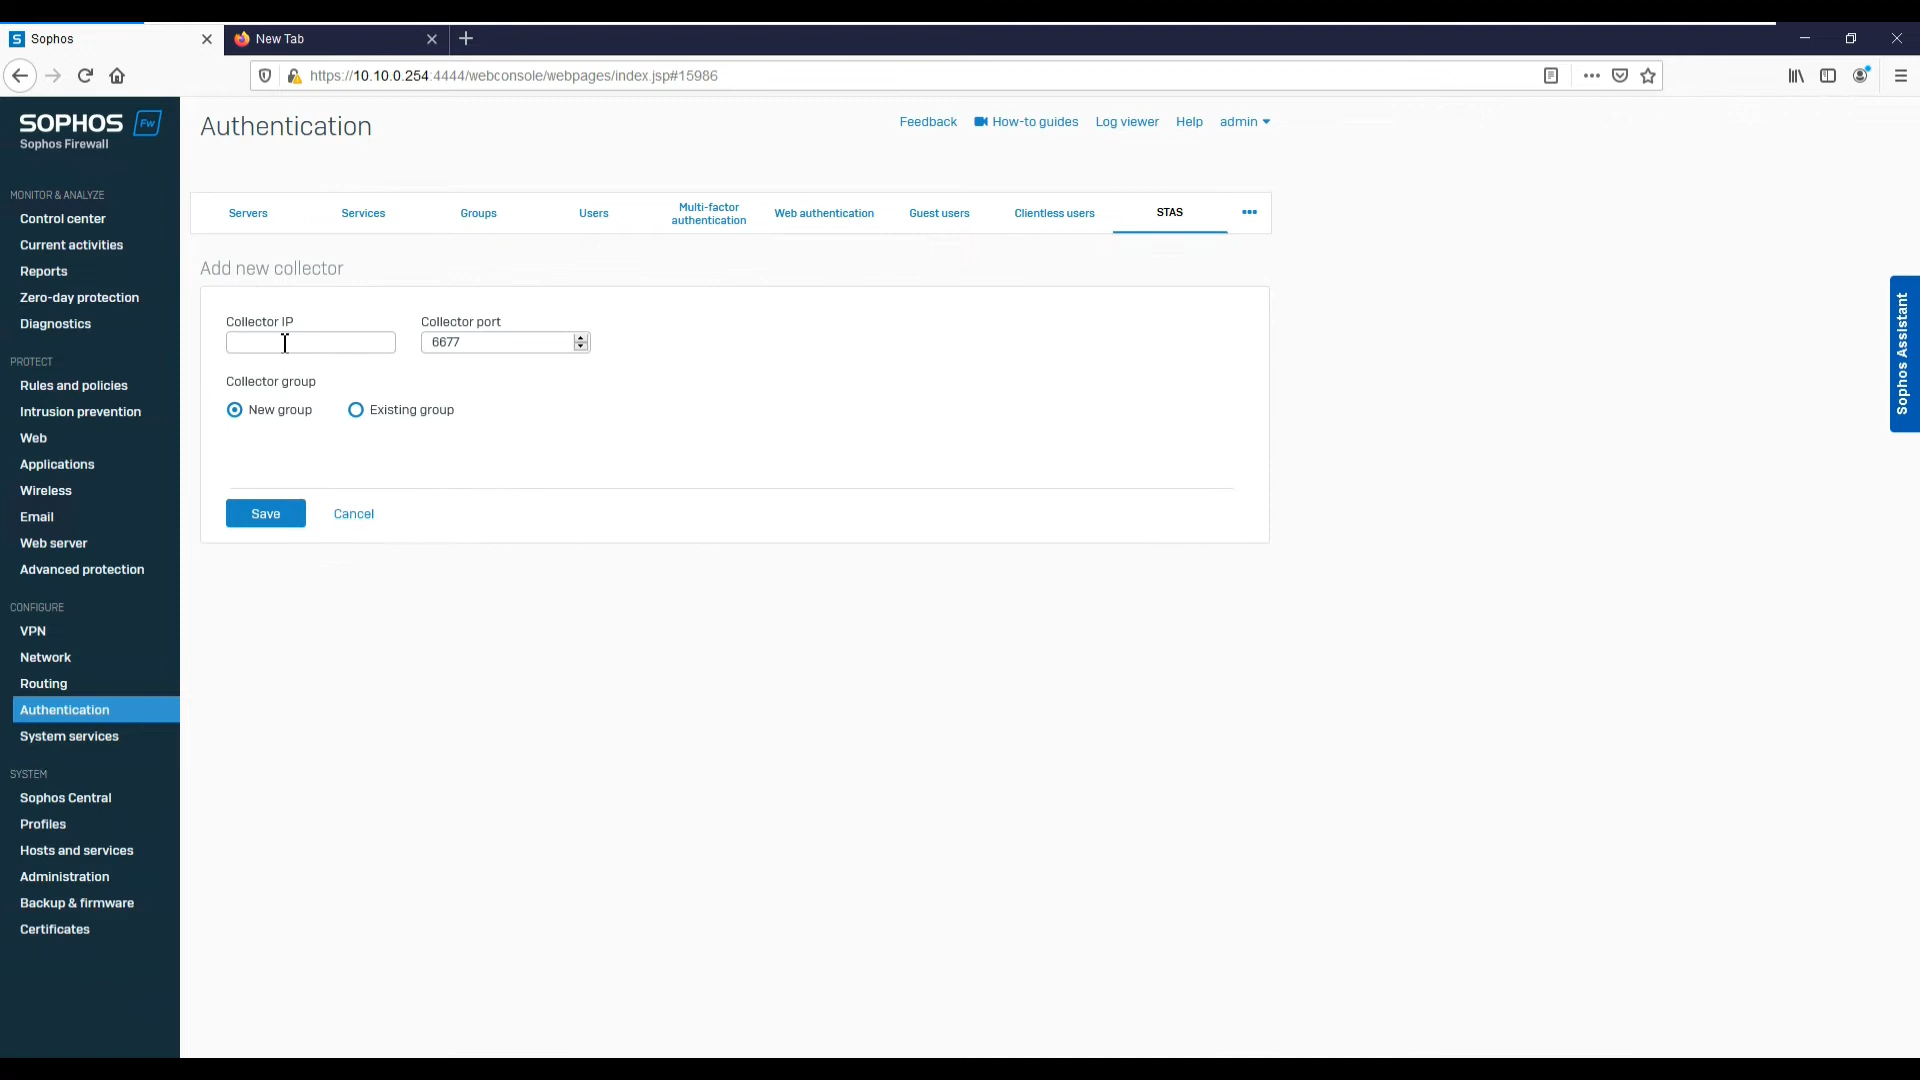 Sophos
New Tab
https://10.10.0.254:4444/webconsole/webpages/index.jsp#15986
SOPHOS Fw
Sophos Firewall
Authentication
Feedback How-to guides Log viewer Help admin
MONITOR & ANALYZE
Control center
Current activities
Reports
Zero-day protection
Diagnostics
PROTECT
Rules and policies
Intrusion prevention
Web
Applications
Wireless
Email
Web server
Advanced protection
CONFIGURE
VPN
Network
Routing
Authentication
System services
SYSTEM
Sophos Central
Profiles
Hosts and services
Administration
Backup & firmware
Certificates
Servers
Services
Groups
Users
Multi-factor
authentication
Web authentication
Guest users
Clientless users
STAS
Add new collector
Collector IP
Collector port
6677
Collector group
New group
Existing group
Save
Cancel
Sophos Assistant